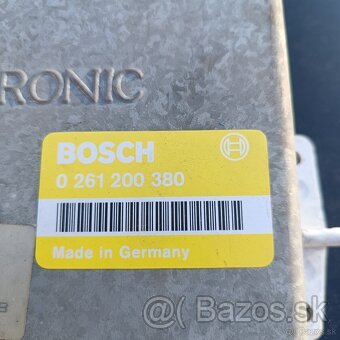 RONIC
BOSCH
0 261 200 380
Made in Germany
Bazos.sk